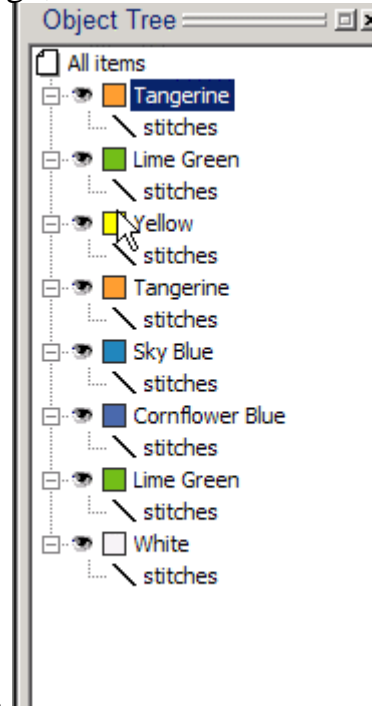 Object Tree
All items
Tangerine
stitches
Lime Green
stitches
Yellow
stitches
Tangerine
stitches
Sky Blue
stitches
Cornflower Blue
stitches
Lime Green
stitches
White
stitches